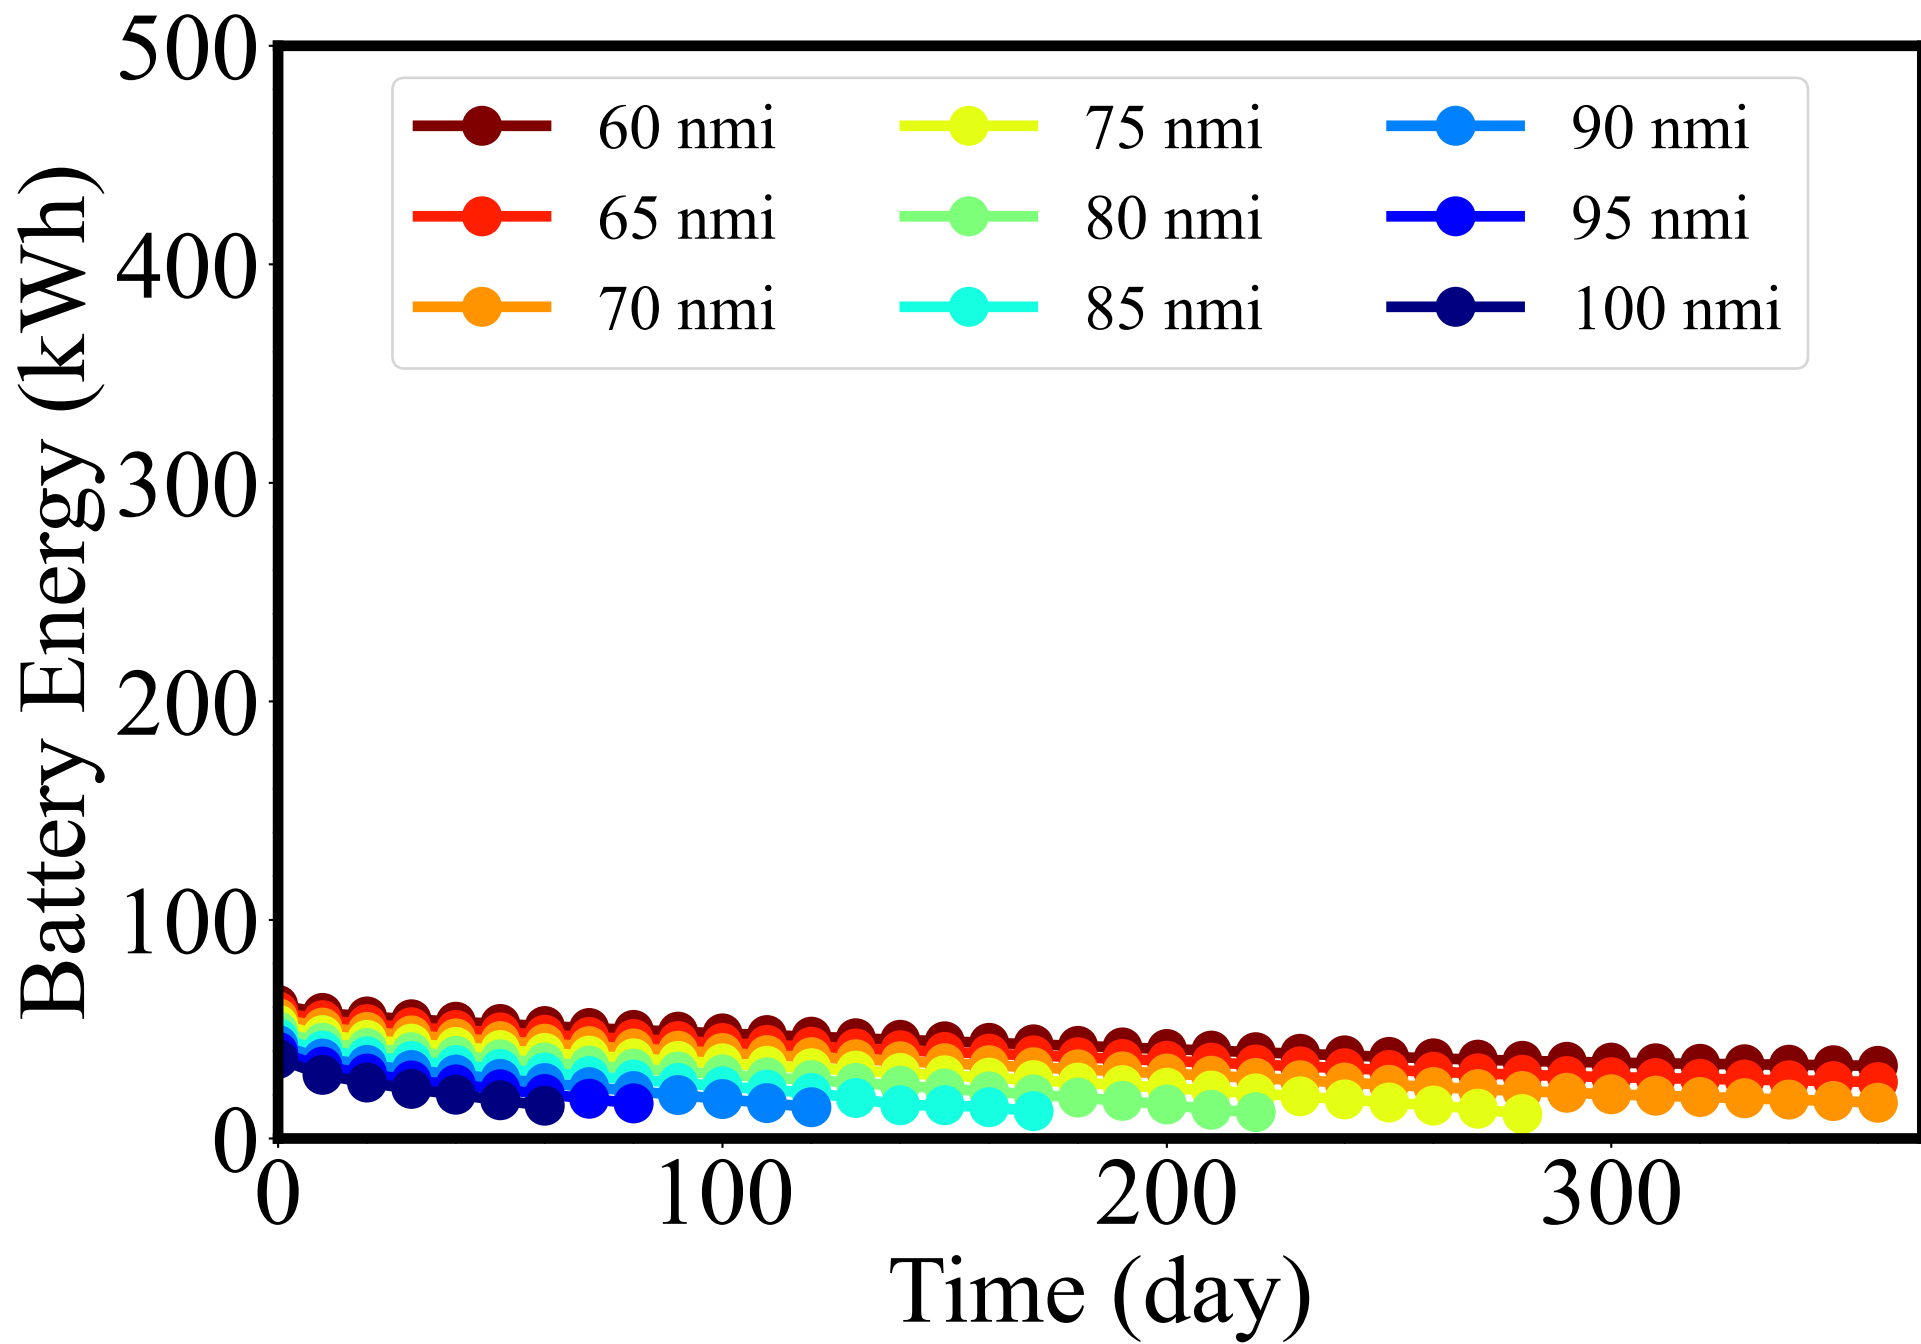 500
400
300
200
100
0
Battery Energy (kWh)
60 nmi
65 nmi
70 nmi
75 nmi
80 nmi
85 nmi
90 nmi
95 nmi
100 nmi
0 100 200 300
Time (day)